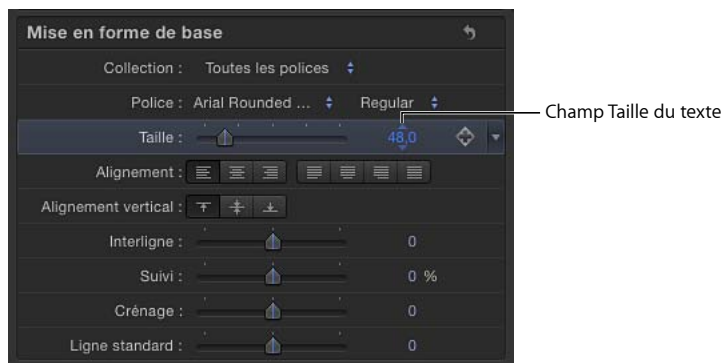 Mise en forme de base
Collection : Toutes les polices
Police : Arial Rounded ... Regular
Champ Taille du texte
Taille : 48,0
Alignement :
Alignement vertical :
Interligne : 0
Suivi : 0 %
Crénage : 0
Ligne standard : 0